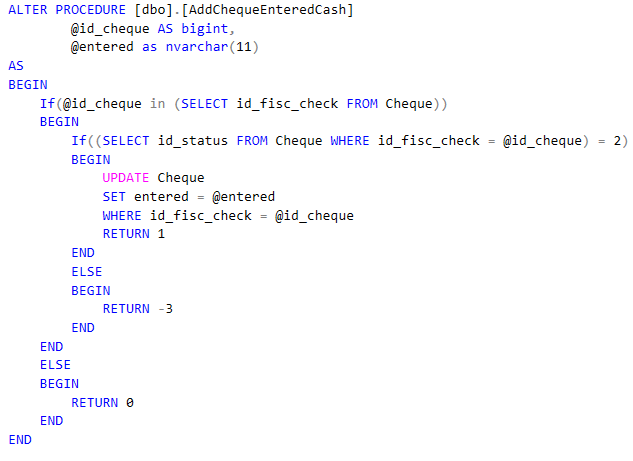 ALTER PROCEDURE [dbo].[AddChequeEnteredCash]
        @id_cheque AS bigint,
        @entered as nvarchar(11)
AS
BEGIN
    If(@id_cheque in (SELECT id_fisc_check FROM Cheque))
    BEGIN
        If((SELECT id_status FROM Cheque WHERE id_fisc_check = @id_cheque) = 2)
        BEGIN
            UPDATE Cheque
            SET entered = @entered
            WHERE id_fisc_check = @id_cheque
            RETURN 1
        END
        ELSE
        BEGIN
            RETURN -3
        END
    END
    ELSE
    BEGIN
        RETURN 0
    END
END